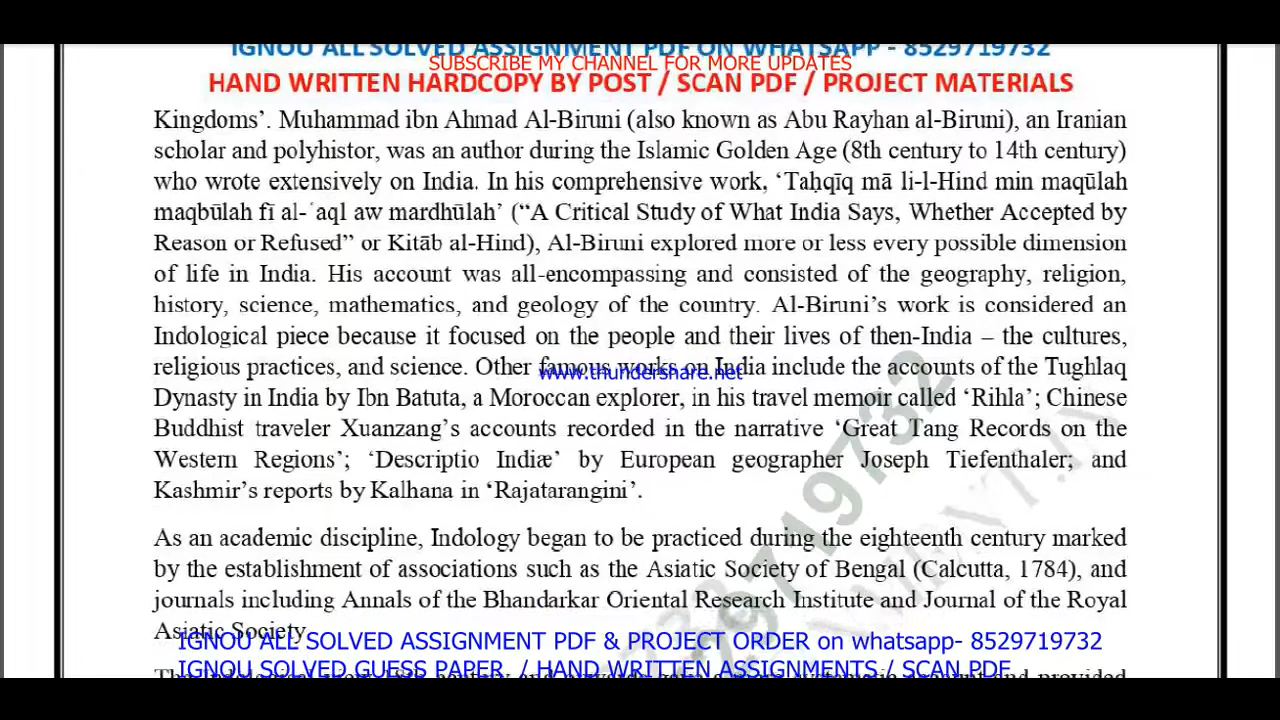 IGNOU ALL SOLVED ASSIGNMENT PDF ON WHATSAPP - 8529719732
SUBSCRIBE MY CHANNEL FOR MORE UPDATES
HAND WRITTEN HARDCOPY BY POST / SCAN PDF / PROJECT MATERIALS
Kingdoms’. Muhammad ibn Ahmad Al-Biruni (also known as Abu Rayhan al-Biruni), an Iranian
scholar and polyhistor, was an author during the Islamic Golden Age (8th century to 14th century)
who wrote extensively on India. In his comprehensive work, ‘Taḥqīq mā li-l-Hind min maqūlah
maqbūlah fī al-ʿaql aw mardhūlah’ (“A Critical Study of What India Says, Whether Accepted by
Reason or Refused” or Kitāb al-Hind), Al-Biruni explored more or less every possible dimension
of life in India. His account was all-encompassing and consisted of the geography, religion,
history, science, mathematics, and geology of the country. Al-Biruni’s work is considered an
Indological piece because it focused on the people and their lives of then-India – the cultures,
religious practices, and science. Other famous works on India include the accounts of the Tughlaq
www.thundershare.net
Dynasty in India by Ibn Batuta, a Moroccan explorer, in his travel memoir called ‘Rihla’; Chinese
Buddhist traveler Xuanzang’s accounts recorded in the narrative ‘Great Tang Records on the
Western Regions’; ‘Descriptio Indiæ’ by European geographer Joseph Tiefenthaler; and
Kashmir’s reports by Kalhana in ‘Rajatarangini’.
As an academic discipline, Indology began to be practiced during the eighteenth century marked
by the establishment of associations such as the Asiatic Society of Bengal (Calcutta, 1784), and
journals including Annals of the Bhandarkar Oriental Research Institute and Journal of the Royal
Asiatic Society
IGNOU ALL SOLVED ASSIGNMENT PDF & PROJECT ORDER on whatsapp- 8529719732
IGNOU SOLVED GUESS PAPER / HAND WRITTEN ASSIGNMENTS / SCAN PDF